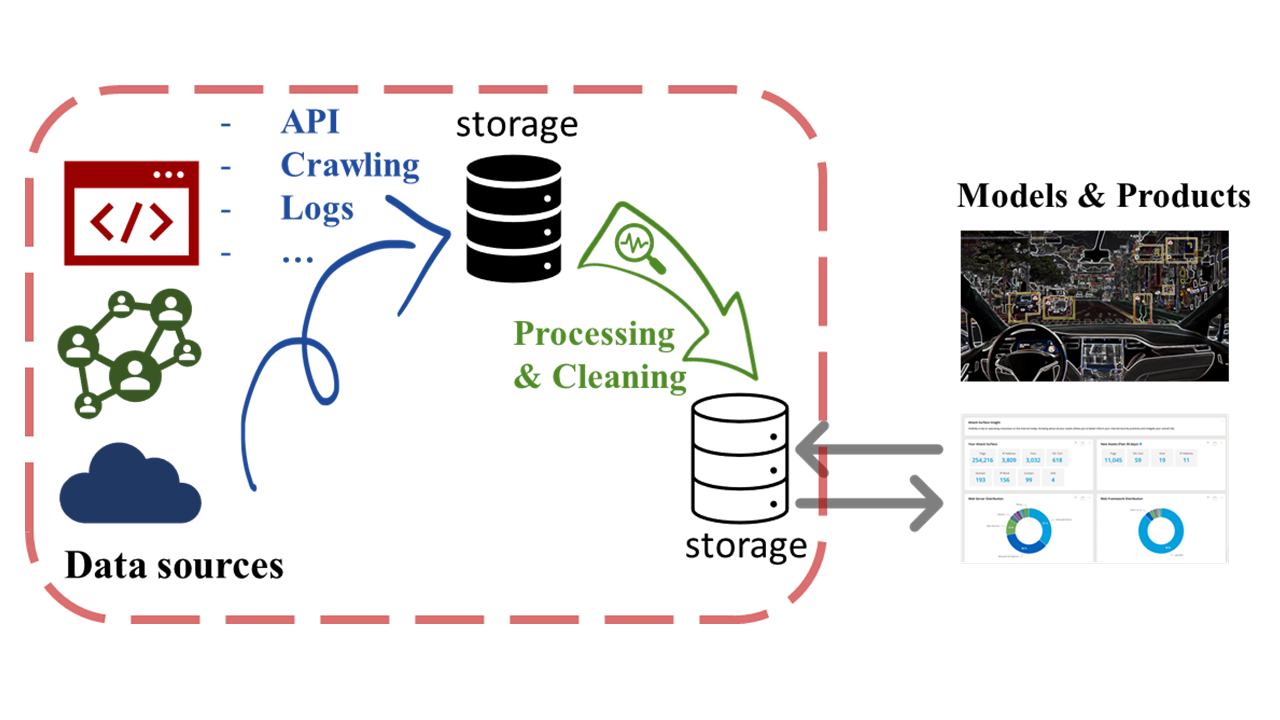 - API
- Crawling
- Logs
- ...
storage
</>
Processing
& Cleaning
storage
Data sources
Models & Products
Attack Surface Insight
Your Attack Surface
254,216 3,809 3,032 618
193 156 99 4
New Assets (Past 30 days)
11,045 59 19 11
Web Server Distribution
Web Framework Distribution